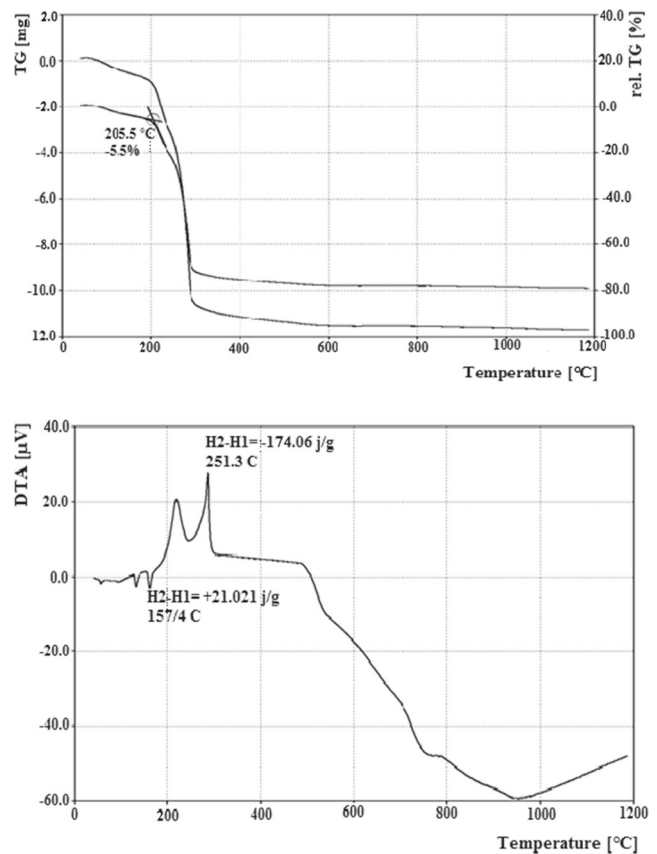 TG [mg]
rel. TG [%]
2.0
0.0
-2.0
-4.0
-6.0
-8.0
-10.0
12.0
40.0
20.0
0.0
-20.0
-40.0
-60.0
-80.0
-100.0
205.5 °C
-5.5%
0 200 400 600 800 1000 1200
Temperature [°C]
DTA [µV]
40.0
20.0
0.0
-20.0
-40.0
-60.0
H2-H1= -174.06 j/g
251.3 C
H2-H1= +21.021 j/g
157/4 C
0 200 400 600 800 1000 1200
Temperature [°C]